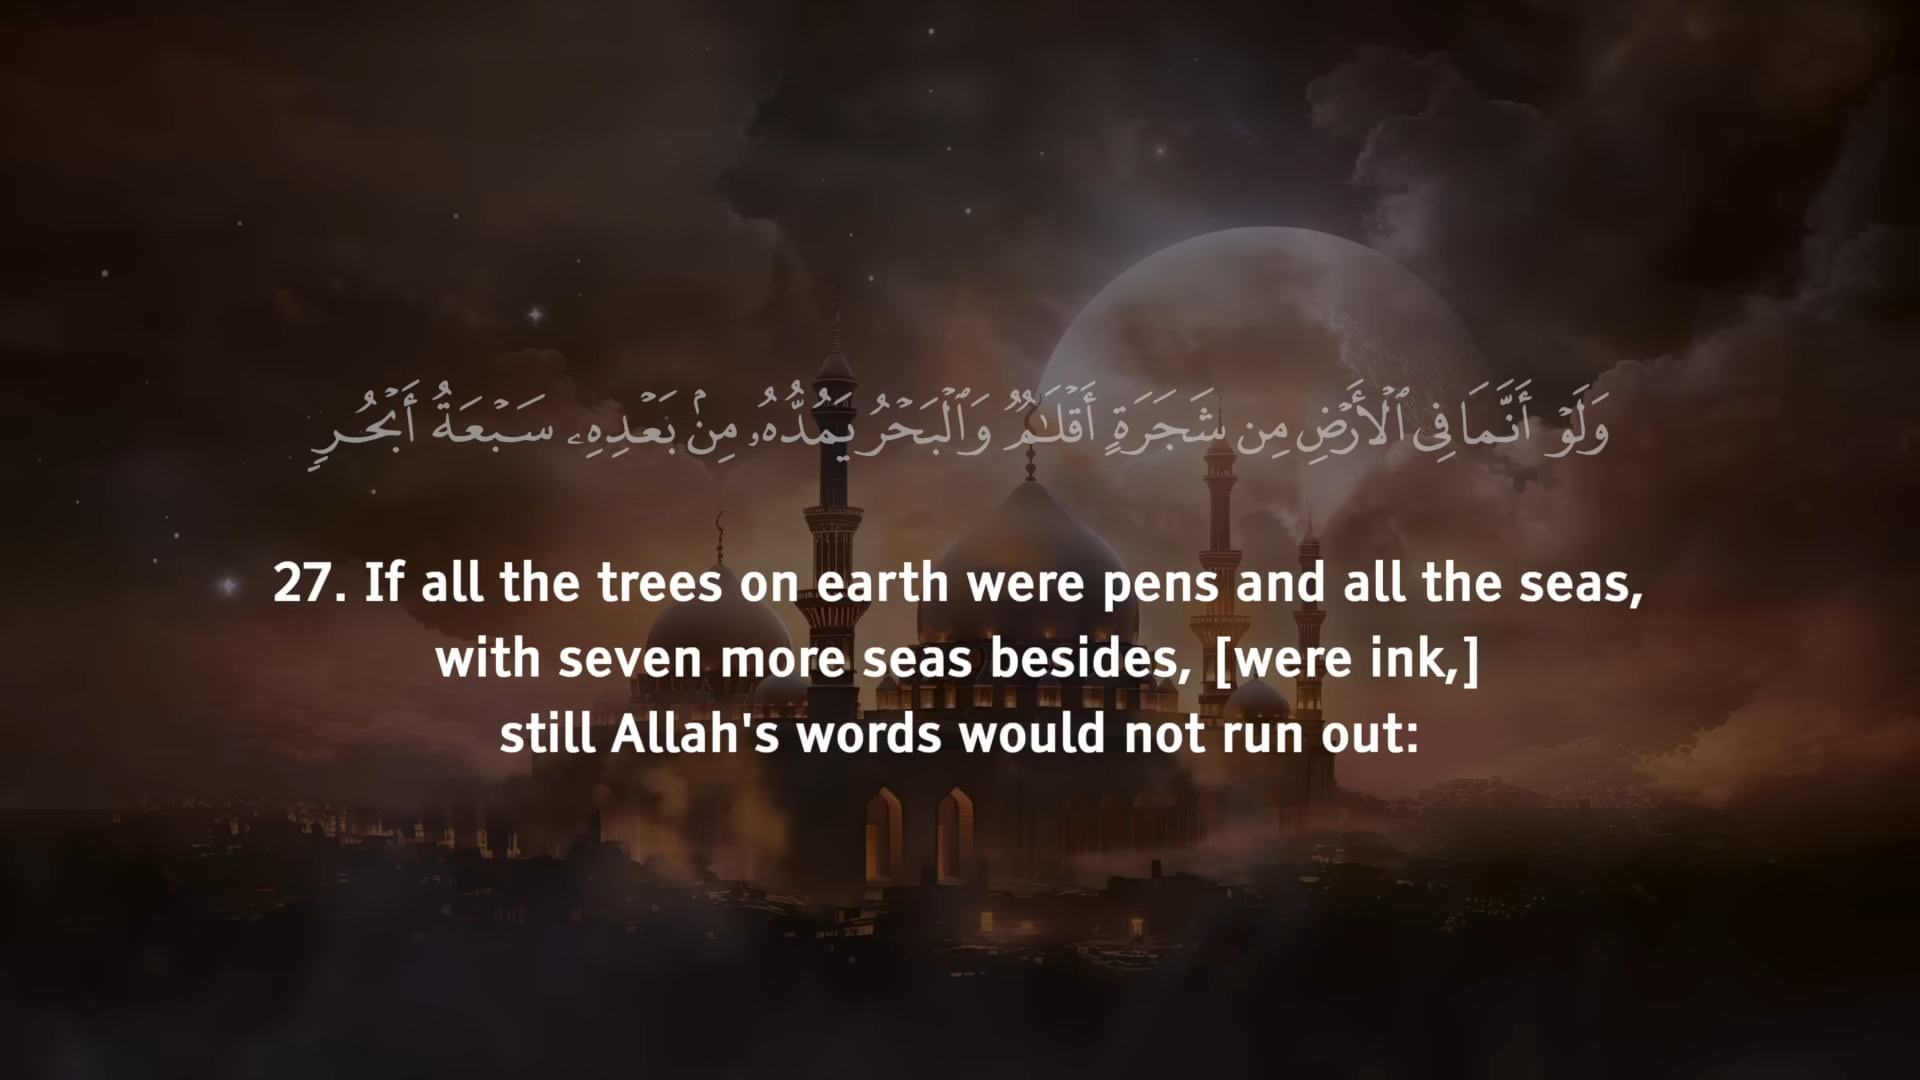 وَلَوۡ أَنَّمَا فِى ٱلۡأَرۡضِ مِن شَجَرَةٍ أَقۡلَـٰمٌ وَٱلۡبَحۡرُ يَمُدُّهُۥ مِنۢ بَعۡدِهِۦ سَبۡعَةُ أَبۡحُرٍ
27. If all the trees on earth were pens and all the seas,
with seven more seas besides, [were ink,]
still Allah's words would not run out: